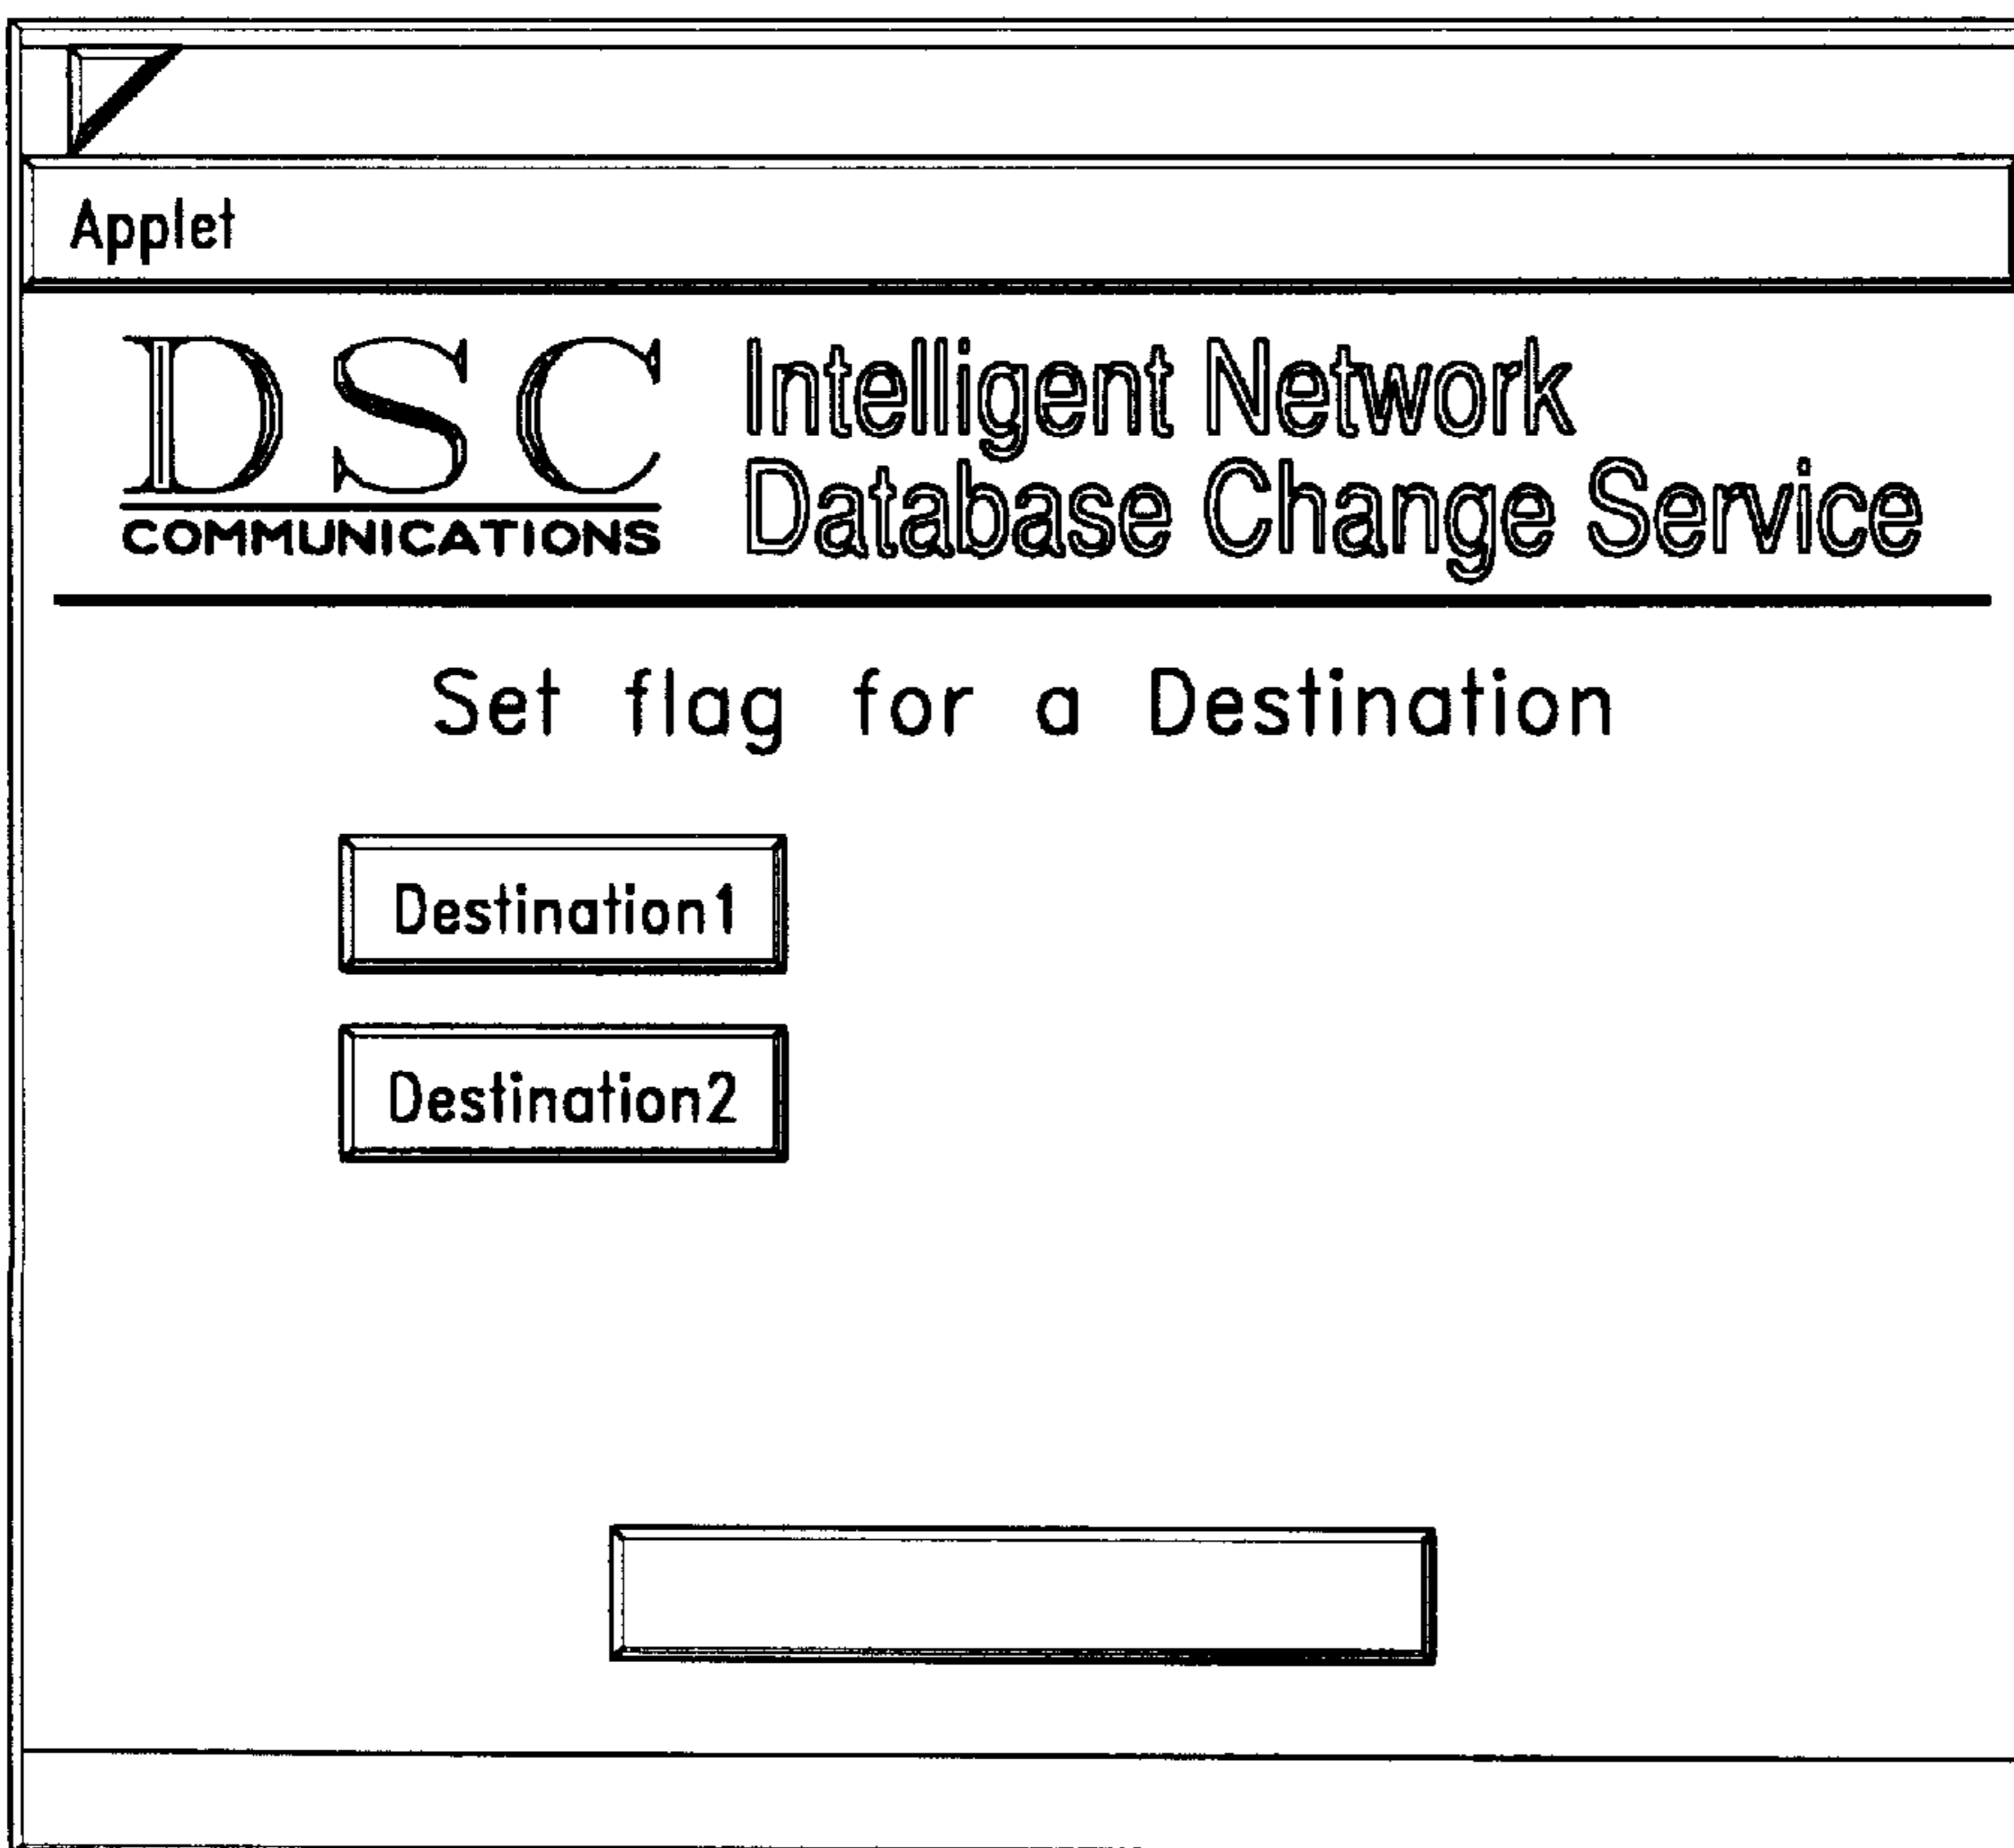 Applet
DSC
COMMUNICATIONS
Intelligent Network
Database Change Service
Set flag for a Destination
Destination1
Destination2